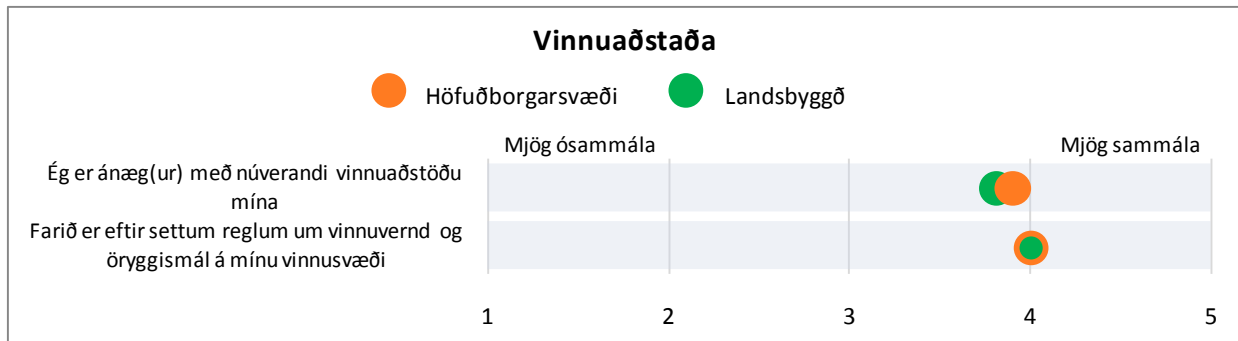 Vinnuaðstaða
Höfuðborgarsvæði Landsbyggð
Mjög ósammála Mjög sammála
Ég er ánæg(ur) með núverandi vinnuaðstöðu
mína
Farið er eftir settum reglum um vinnuvernd og
öryggismál á mínu vinnusvæði
1 2 3 4 5